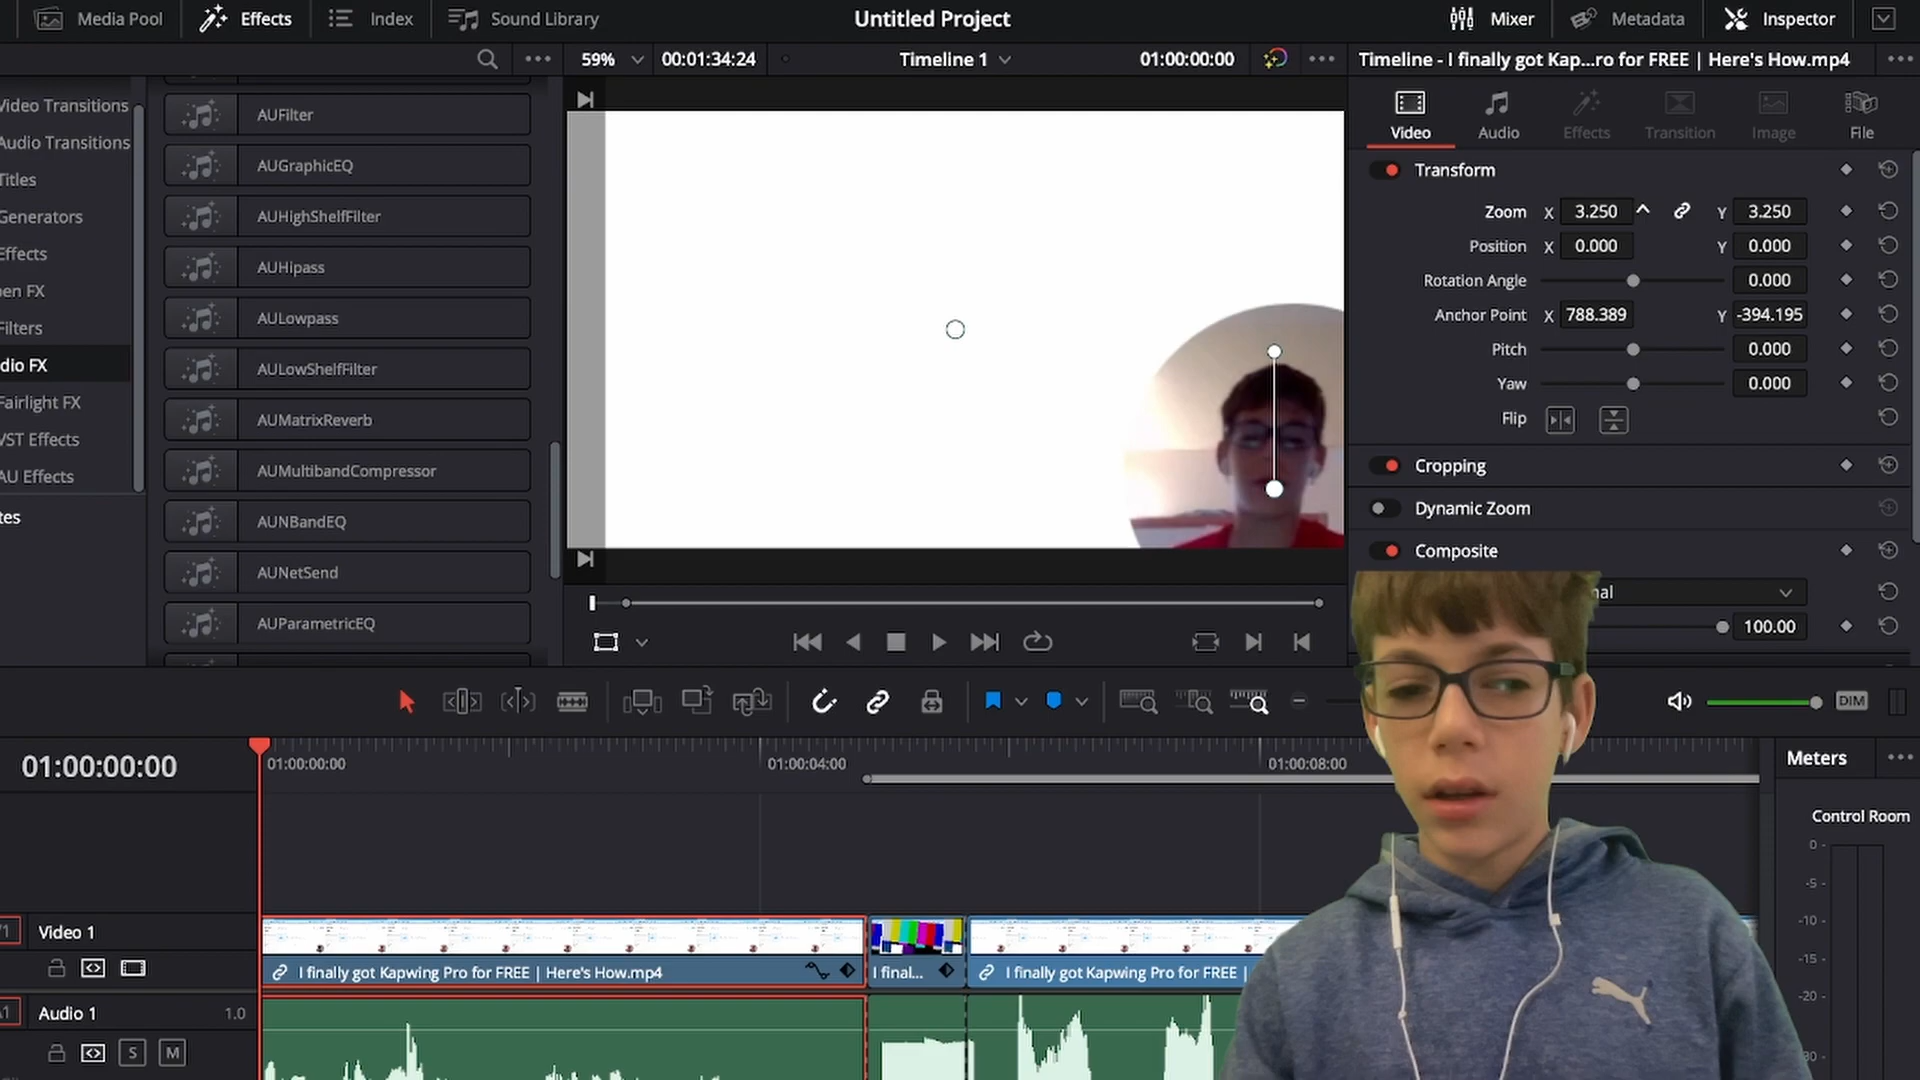 Media Pool
Effects
Index
Sound Library
Untitled Project
Mixer
Metadata
Inspector
59%
00:01:34:24
Timeline 1
01:00:00:00
Timeline - I finally got Kap...ro for FREE | Here's How.mp4
Video Transitions
Audio Transitions
Titles
Generators
Effects
en FX
Filters
dio FX
Fairlight FX
VST Effects
AU Effects
tes
AUFilter
AUGraphicEQ
AUHighShelfFilter
AUHipass
AULowpass
AULowShelfFilter
AUMatrixReverb
AUMultibandCompressor
AUNBandEQ
AUNetSend
AUParametricEQ
Video
Audio
Effects
Transition
Image
File
Transform
Zoom X 3.250 Y 3.250
Position X 0.000 Y 0.000
Rotation Angle 0.000
Anchor Point X 788.389 Y -394.195
Pitch 0.000
Yaw 0.000
Flip
Cropping
Dynamic Zoom
Composite
nal
100.00
DIM
01:00:00:00
01:00:00:00
01:00:04:00
01:00:08:00
Meters
Control Room
0 -
-5 -
-10 -
-15 -
-20 -
30 -
Video 1
I finally got Kapwing Pro for FREE | Here's How.mp4
I final...
I finally got Kapwing Pro for FREE |
Audio 1
1.0
S
M